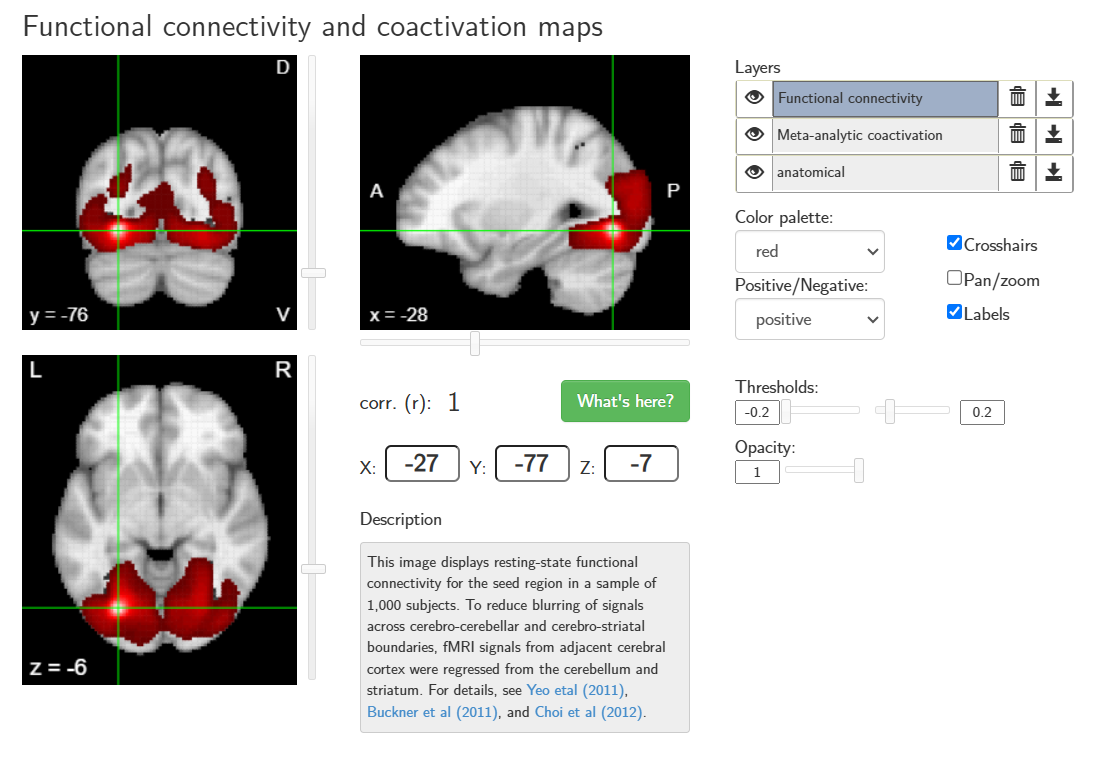 Functional connectivity and coactivation maps
D
y = -76
V
A
P
x = -28
L
R
z = -6
corr. (r): 1
What's here?
X: -27 Y: -77 Z: -7
Description
This image displays resting-state functional
connectivity for the seed region in a sample of
1,000 subjects. To reduce blurring of signals
across cerebro-cerebellar and cerebro-striatal
boundaries, fMRI signals from adjacent cerebral
cortex were regressed from the cerebellum and
striatum. For details, see Yeo etal (2011),
Buckner et al (2011), and Choi et al (2012).
Layers
Functional connectivity
Meta-analytic coactivation
anatomical
Color palette:
red
Positive/Negative:
positive
Crosshairs
Pan/zoom
Labels
Thresholds:
-0.2 0.2
Opacity:
1